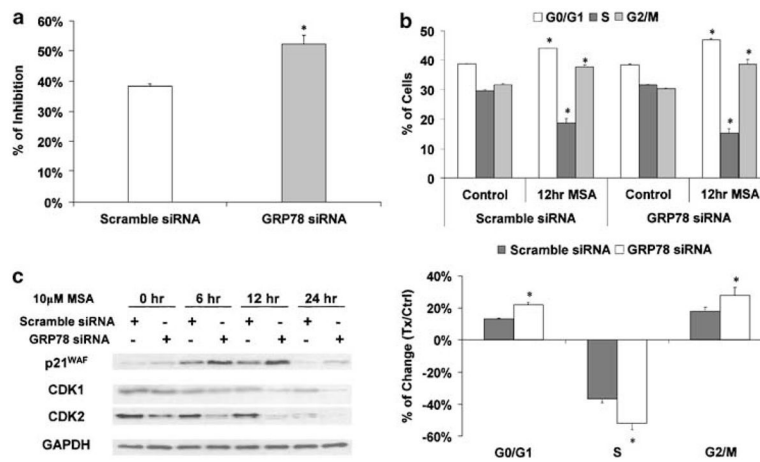 a
60%
50%
40%
30%
20%
10%
0%
% of Inhibition
*
Scramble siRNA GRP78 siRNA
b
G0/G1 S G2/M
50
40
30
20
10
0
% of Cells
* * * * * *
Control 12hr MSA Control 12hr MSA
Scramble siRNA GRP78 siRNA
Scramble siRNA GRP78 siRNA
40%
20%
0%
-20%
-40%
-60%
% of Change (Tx/Ctrl)
* * *
G0/G1 S G2/M
c
10μM MSA 0 hr 6 hr 12 hr 24 hr
Scramble siRNA + - + - + - + -
GRP78 siRNA - + - + - + - +
p21WAF
CDK1
CDK2
GAPDH